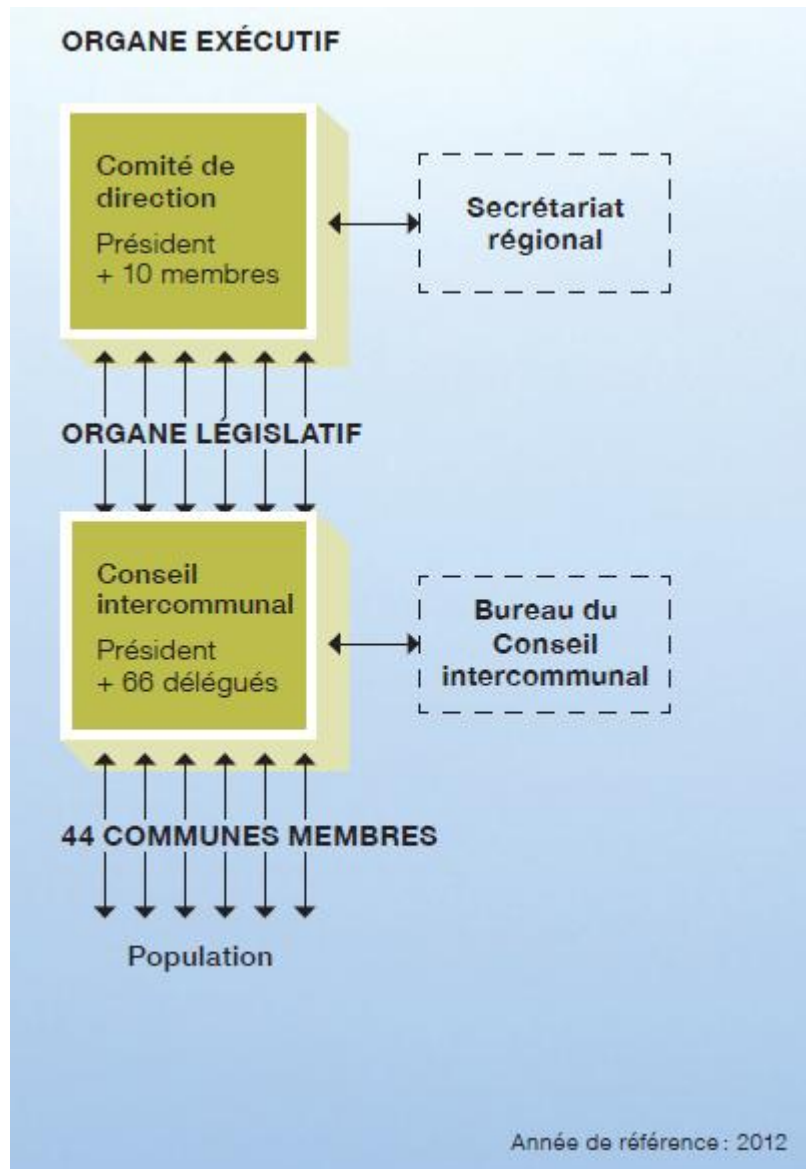 ORGANE EXÉCUTIF
Comité de
direction
Président
+ 10 membres
Secrétariat
régional
ORGANE LÉGISLATIF
Conseil
intercommunal
Président
+ 66 délégués
Bureau du
Conseil
intercommunal
44 COMMUNES MEMBRES
Population
Année de référence : 2012